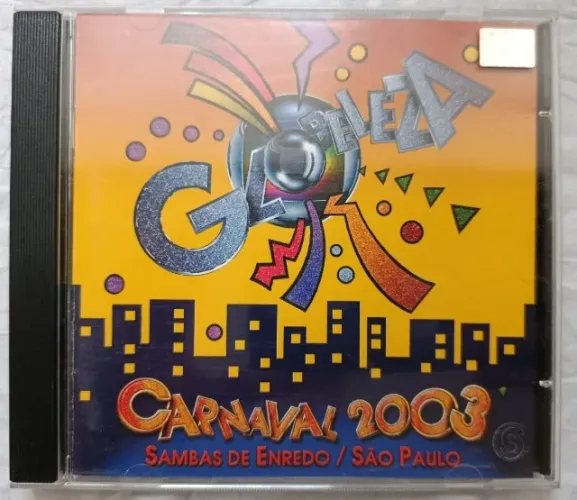 GLOBELEZA
CARNAVAL 2003
SAMBAS DE ENREDO / SÃO PAULO